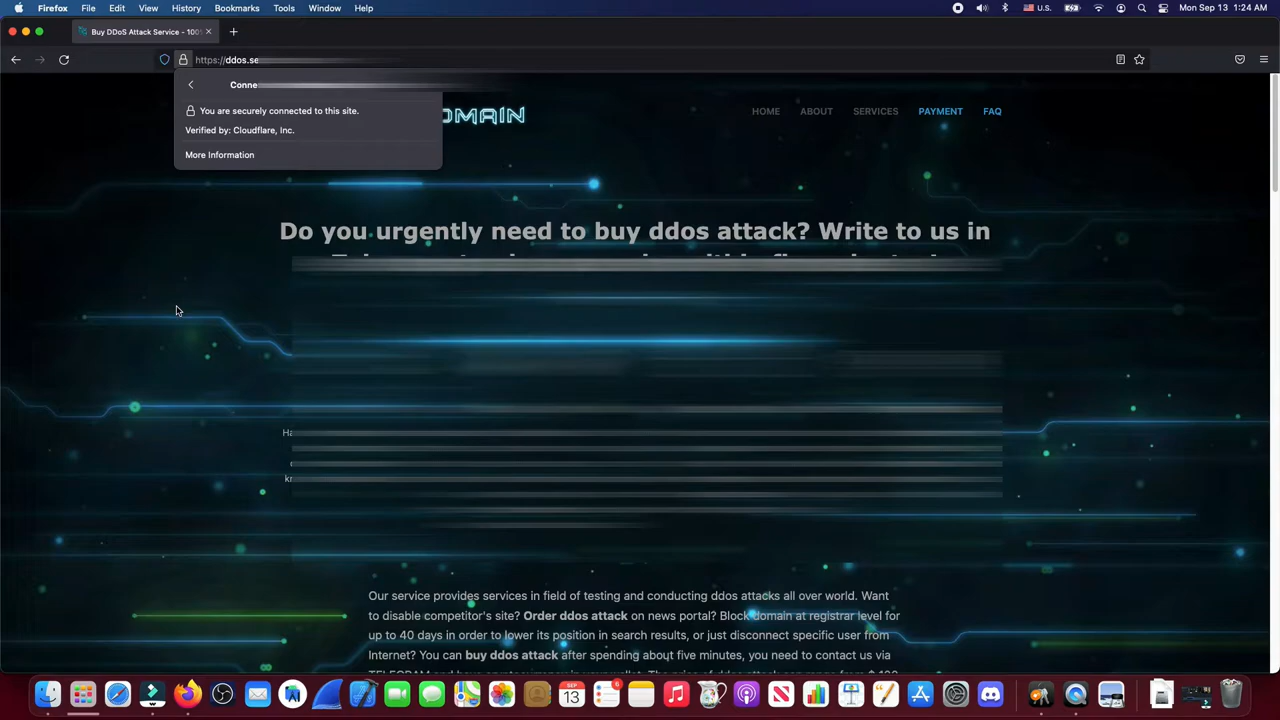 Firefox File Edit View History Bookmarks Tools Window Help U.S. Mon Sep 13 1:24 AM
Buy DDoS Attack Service - 100
https://ddos.se
Conne
You are securely connected to this site.
Verified by: Cloudflare, Inc.
More Information
OMAIN
HOME ABOUT SERVICES PAYMENT FAQ
Do you urgently need to buy ddos attack? Write to us in
Our service provides services in field of testing and conducting ddos attacks all over world. Want
to disable competitor's site? Order ddos attack on news portal? Block domain at registrar level for
up to 40 days in order to lower its position in search results, or just disconnect specific user from
Internet? You can buy ddos attack after spending about five minutes, you need to contact us via
SEP
13
6